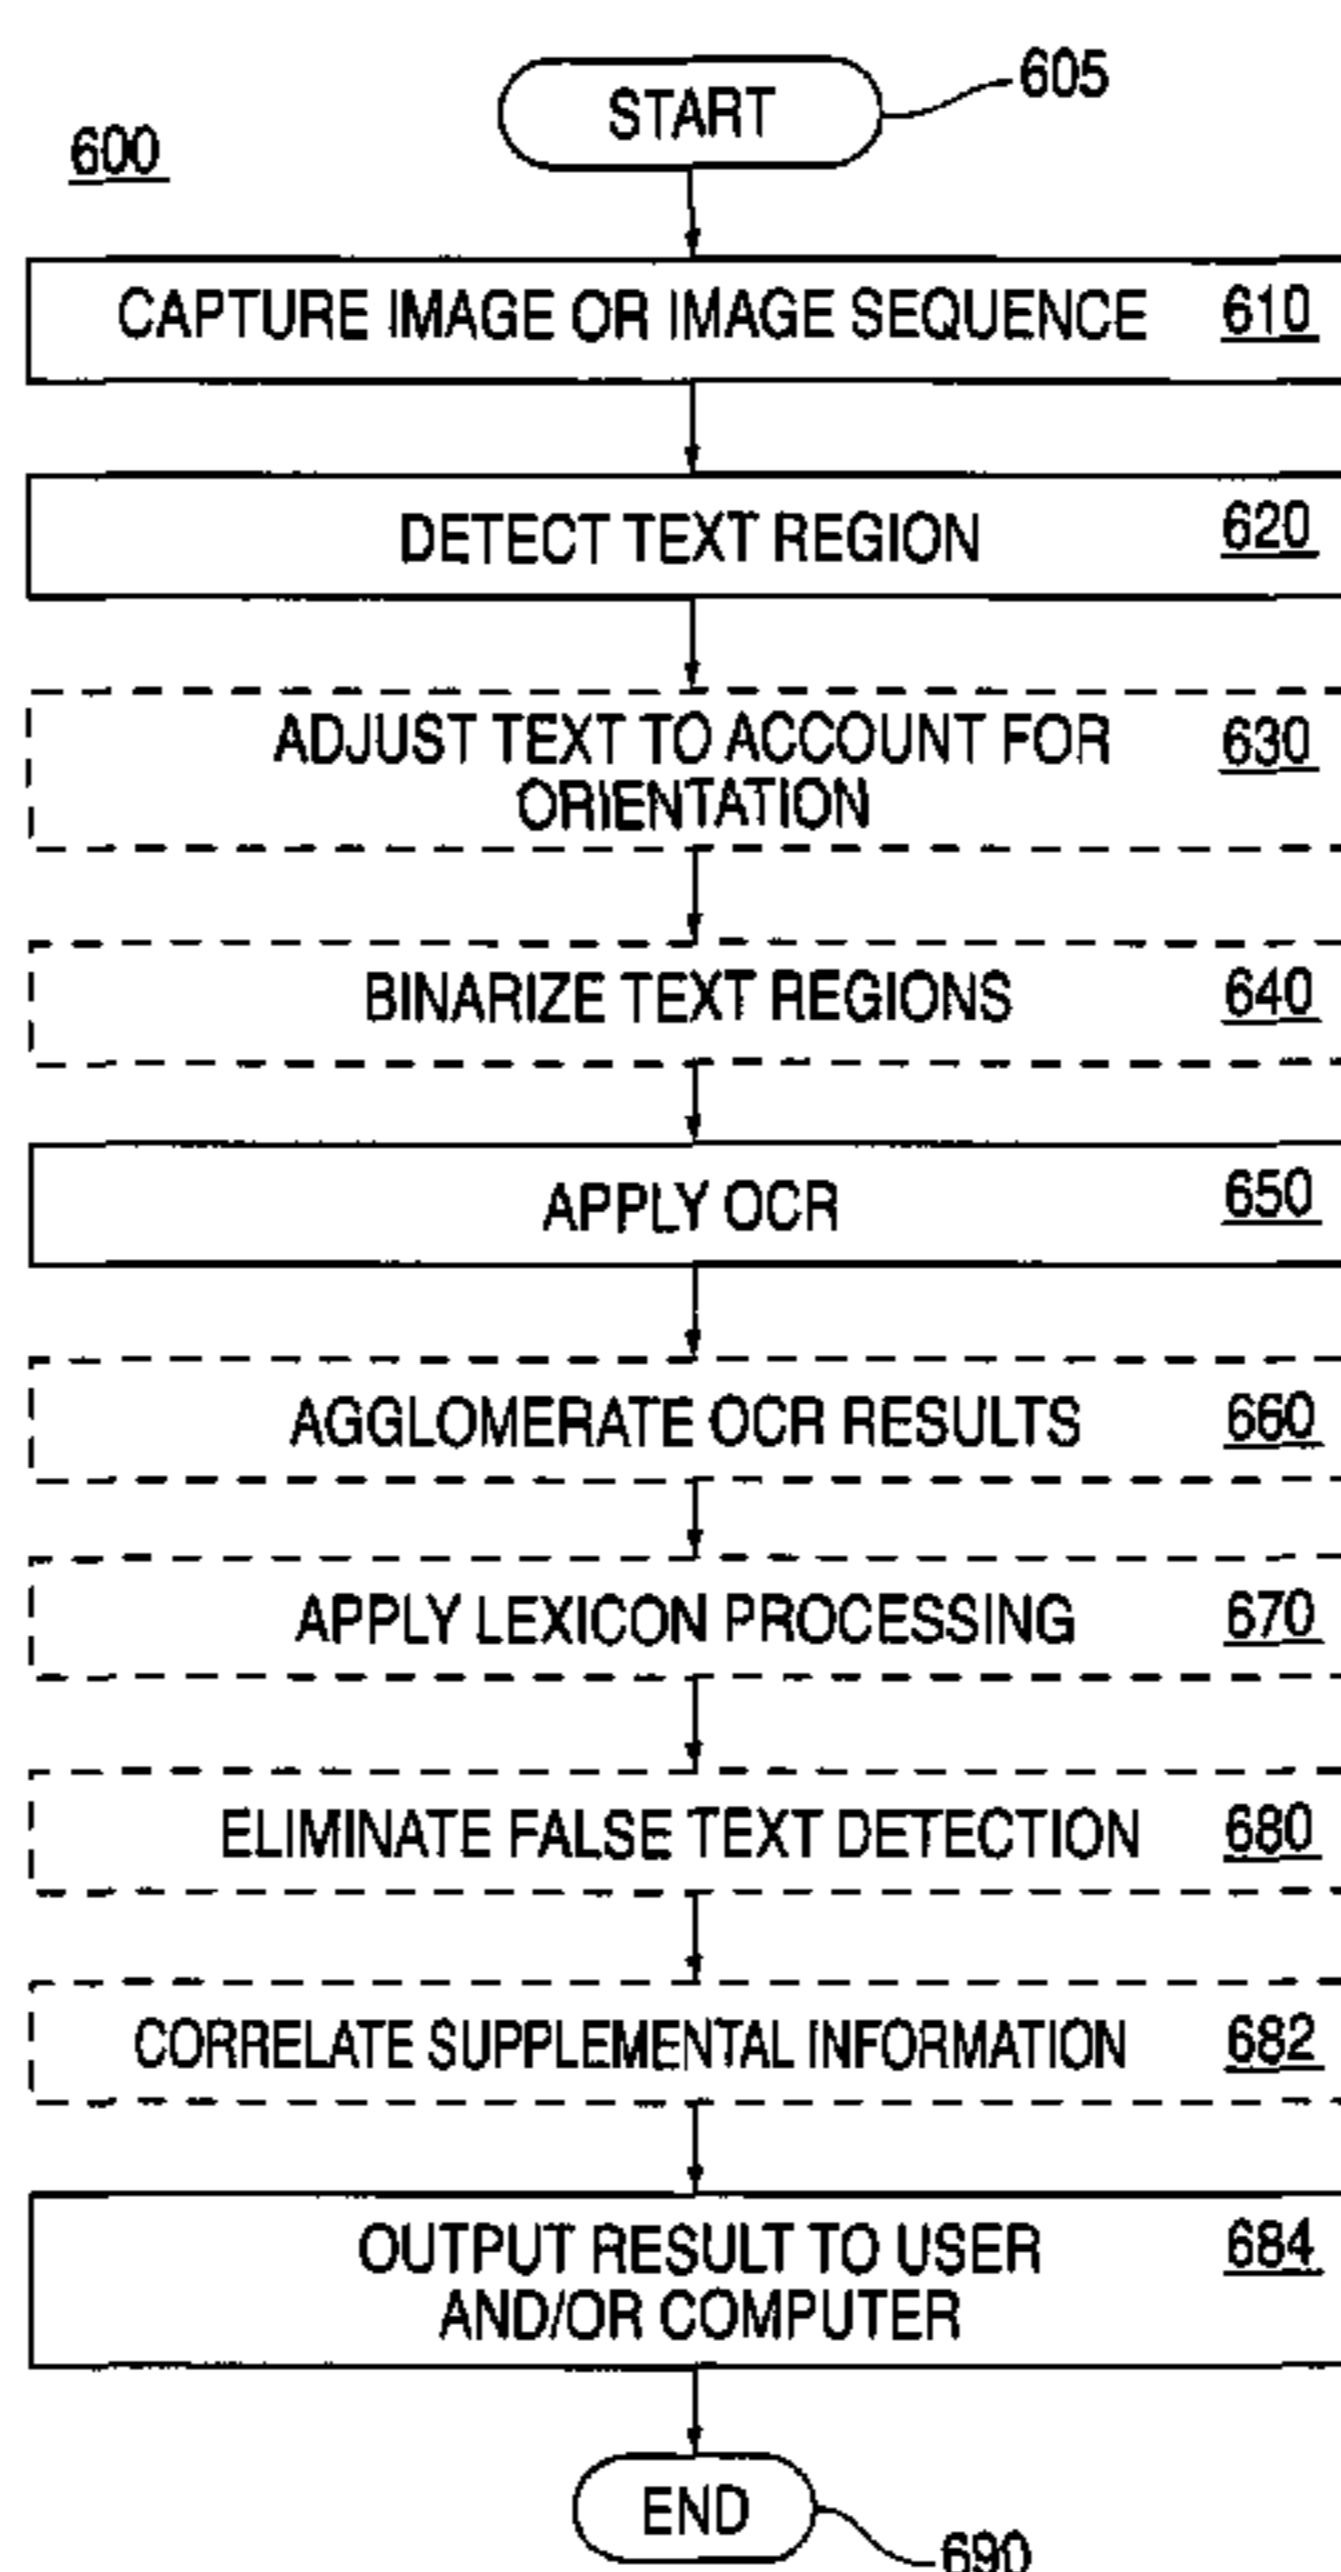 START
605
600
CAPTURE IMAGE OR IMAGE SEQUENCE 610
DETECT TEXT REGION 620
ADJUST TEXT TO ACCOUNT FOR 630
ORIENTATION
BINARIZE TEXT REGIONS 640
APPLY OCR 650
AGGLOMERATE OCR RESULTS 660
APPLY LEXICON PROCESSING 670
ELIMINATE FALSE TEXT DETECTION 680
CORRELATE SUPPLEMENTAL INFORMATION 682
OUTPUT RESULT TO USER 684
AND/OR COMPUTER
END
690